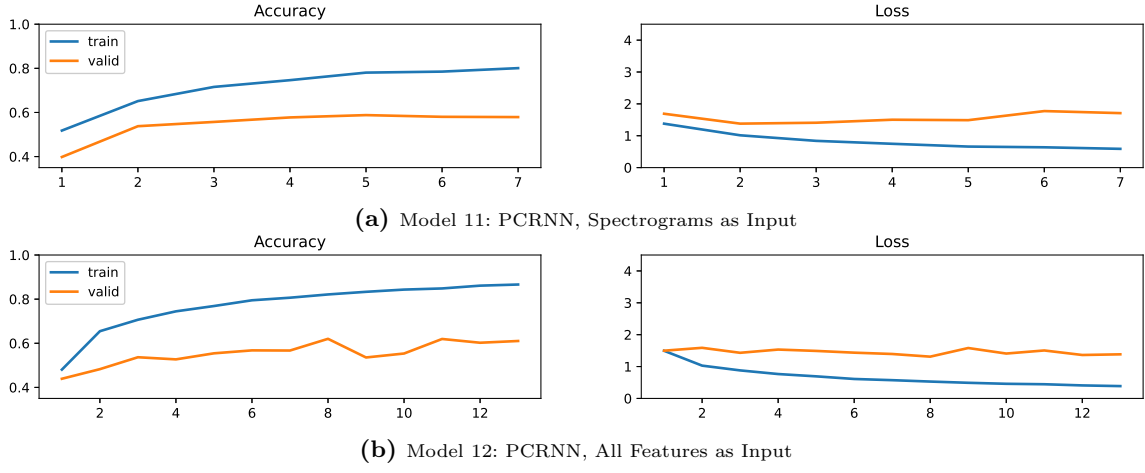 Accuracy
1.0
0.8
0.6
0.4
train
valid
1 2 3 4 5 6 7
Loss
4
3
2
1
0
1 2 3 4 5 6 7
(a) Model 11: PCRNN, Spectrograms as Input
Accuracy
1.0
0.8
0.6
0.4
train
valid
2 4 6 8 10 12
Loss
4
3
2
1
0
2 4 6 8 10 12
(b) Model 12: PCRNN, All Features as Input